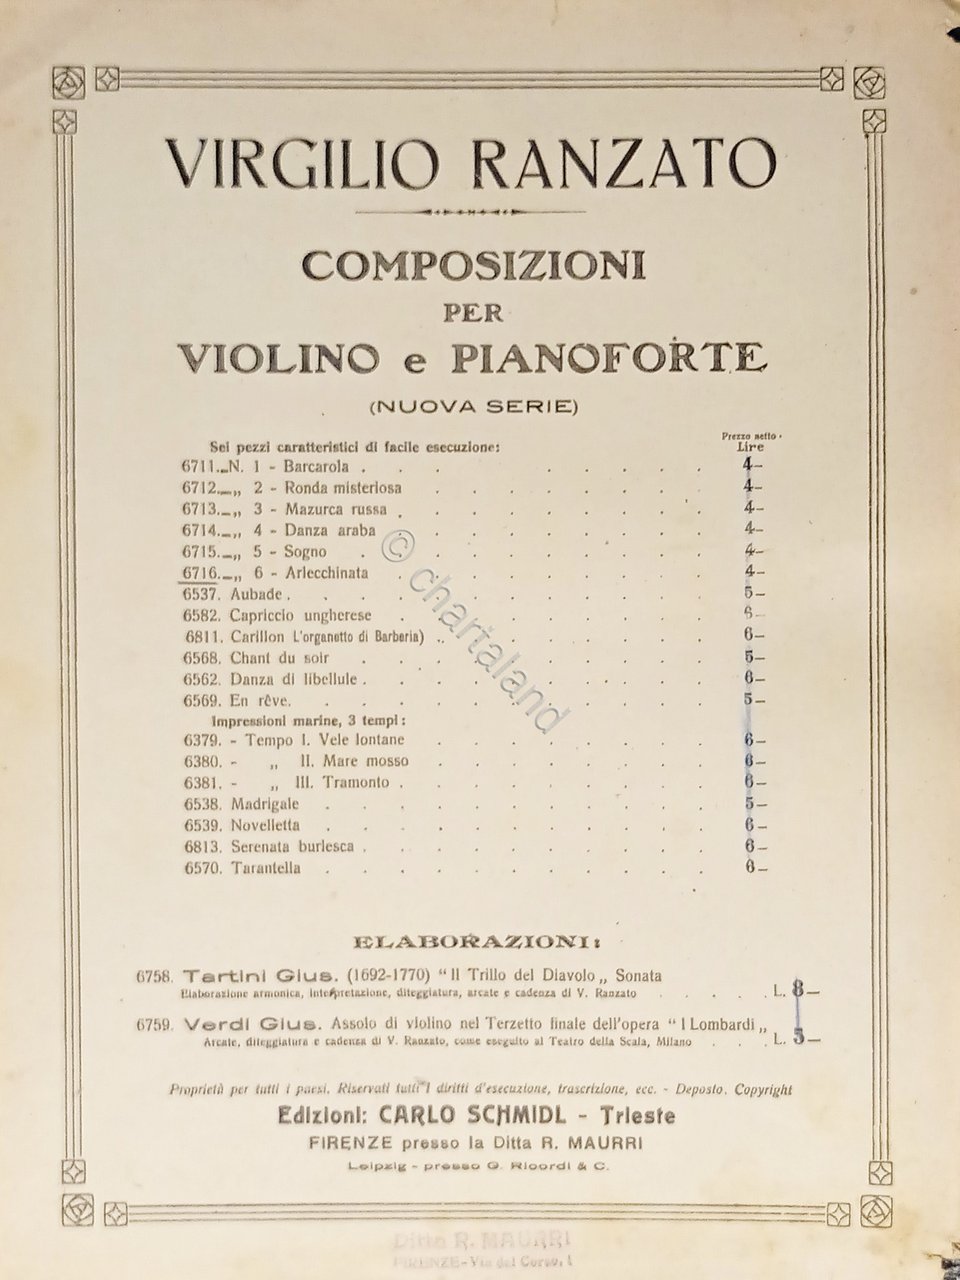 VIRGILIO RANZATO
COMPOSIZIONI
PER
VIOLINO e PIANOFORTE
(NUOVA SERIE)
Prezzo netto
Sei pezzi caratteristici di facile esecuzione: Lire
6711._N. 1 - Barcarola . . . . . . . . 4—
6712._„ 2 - Ronda misteriosa . . . . . . . . 4—
6713._„ 3 - Mazurca russa . . . . . . . . 4—
6714._„ 4 - Danza araba . . . . . . . . 4—
6715._„ 5 - Sogno . . . . . . . . 4—
6716._„ 6 - Arlecchinata . . . . . . . . 4—
6537. Aubade . . . . . . . . 5—
6582. Capriccio ungherese . . . . . . . . 6—
6811. Carillon L'organetto di Barberia) . . . . . . . . 6—
6568. Chant du soir . . . . . . . . 5—
6562. Danza di libellule . . . . . . . . 6—
6569. En rêve. . . . . . . . . 5—
Impressioni marine, 3 tempi:
6379. - Tempo I. Vele lontane . . . . . . . . 6—
6380. - „ II. Mare mosso . . . . . . . . 6—
6381. - „ III. Tramonto . . . . . . . . 6—
6538. Madrigale . . . . . . . . 5—
6539. Novelletta . . . . . . . . 6—
6813. Serenata burlesca . . . . . . . . 6—
6570. Tarantella . . . . . . . . 6—
ELABORAZIONI:
6758. Tartini Gius. (1692-1770) “Il Trillo del Diavolo„ Sonata
Elaborazione armonica, interpretazione, diteggiatura, arcate e cadenza di V. Ranzato . . . . . L. 8—
6759. Verdi Gius. Assolo di violino nel Terzetto finale dell'opera “I Lombardi„
Arcate, diteggiatura e cadenza di V. Ranzato, come eseguito al Teatro della Scala, Milano . . . L. 5—
Proprietà per tutti i paesi. Riservati tutti i diritti d'esecuzione, trascrizione, ecc. - Deposto. Copyright
Edizioni: CARLO SCHMIDL - Trieste
FIRENZE presso la Ditta R. MAURRI
Leipzig - presso G. Ricordi & C.
Ditta R. MAURRI
FIRENZE - Via del Corso, 1
© chartaland